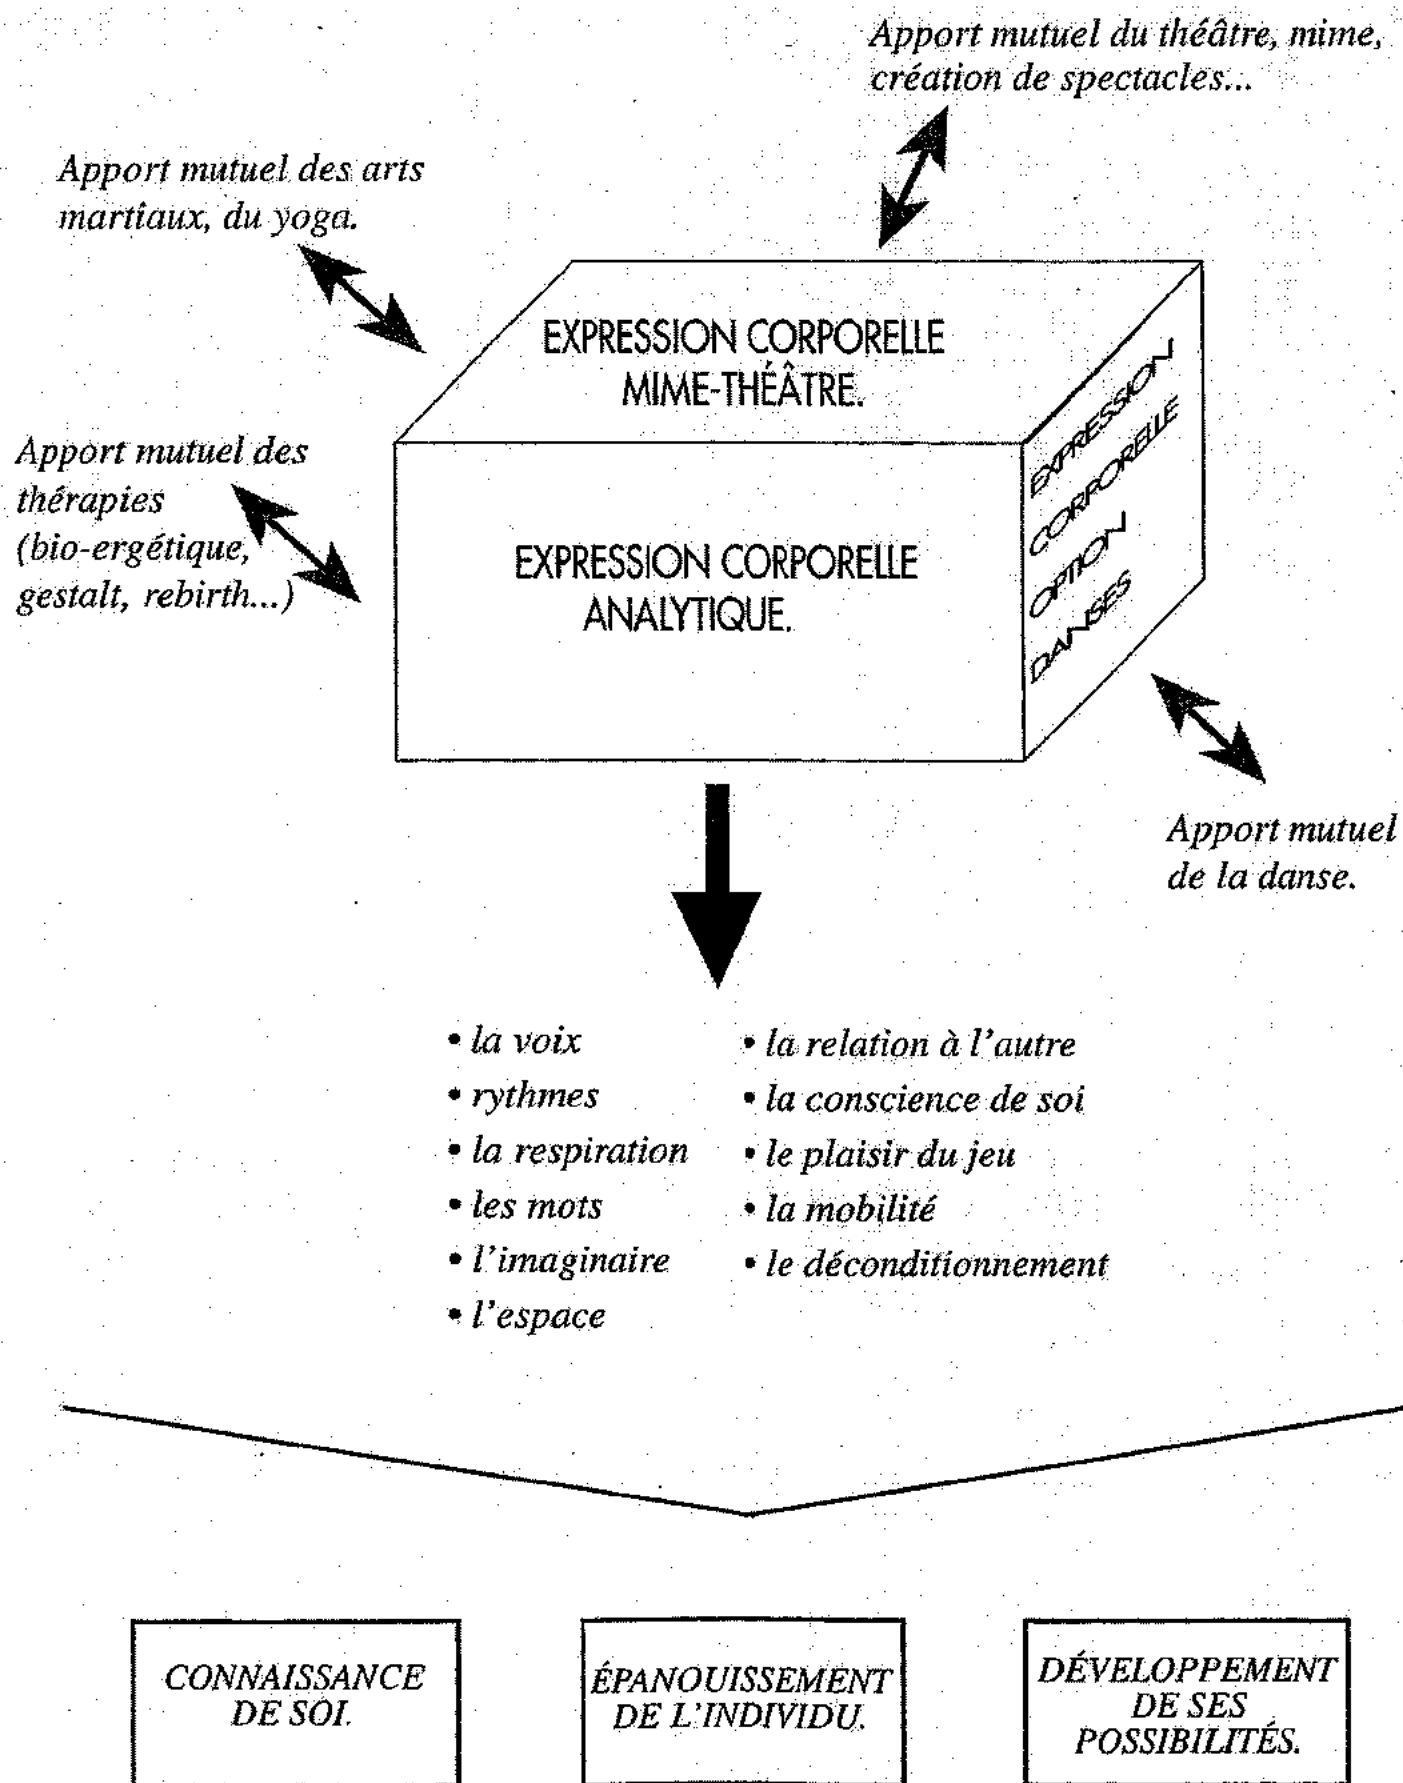 Apport mutuel du théâtre, mime,
création de spectacles...
Apport mutuel des arts
martiaux, du yoga.
EXPRESSION CORPORELLE
MIME-THÉÂTRE.
EXPRESSION
CORPORELLE
OPTION
DANSES
Apport mutuel des
thérapies
(bio-ergétique,
gestalt, rebirth...)
EXPRESSION CORPORELLE
ANALYTIQUE.
Apport mutuel
de la danse.
• la voix
• rythmes
• la respiration
• les mots
• l'imaginaire
• l'espace
• la relation à l'autre
• la conscience de soi
• le plaisir du jeu
• la mobilité
• le déconditionnement
CONNAISSANCE
DE SOI.
ÉPANOUISSEMENT
DE L'INDIVIDU.
DÉVELOPPEMENT
DE SES
POSSIBILITÉS.